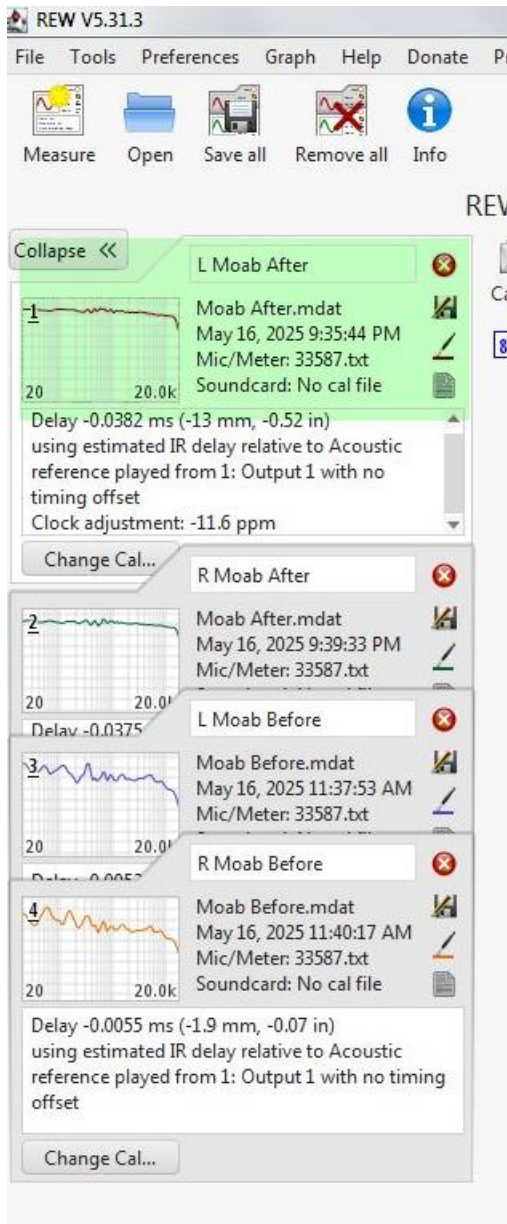 REW V5.31.3
File Tools Preferences Graph Help Donate
Measure Open Save all Remove all Info
REW
Collapse
L Moab After
1
Moab After.mdat
May 16, 2025 9:35:44 PM
Mic/Meter: 33587.txt
20 20.0k
Soundcard: No cal file
Delay -0.0382 ms (-13 mm, -0.52 in)
using estimated IR delay relative to Acoustic
reference played from 1: Output 1 with no
timing offset
Clock adjustment: -11.6 ppm
Change Cal...
R Moab After
2
Moab After.mdat
May 16, 2025 9:39:33 PM
Mic/Meter: 33587.txt
20
Delay -0.0375
L Moab Before
3
Moab Before.mdat
May 16, 2025 11:37:53 AM
Mic/Meter: 33587.txt
20
R Moab Before
4
Moab Before.mdat
May 16, 2025 11:40:17 AM
Mic/Meter: 33587.txt
20 20.0k
Soundcard: No cal file
Delay -0.0055 ms (-1.9 mm, -0.07 in)
using estimated IR delay relative to Acoustic
reference played from 1: Output 1 with no timing
offset
Change Cal...